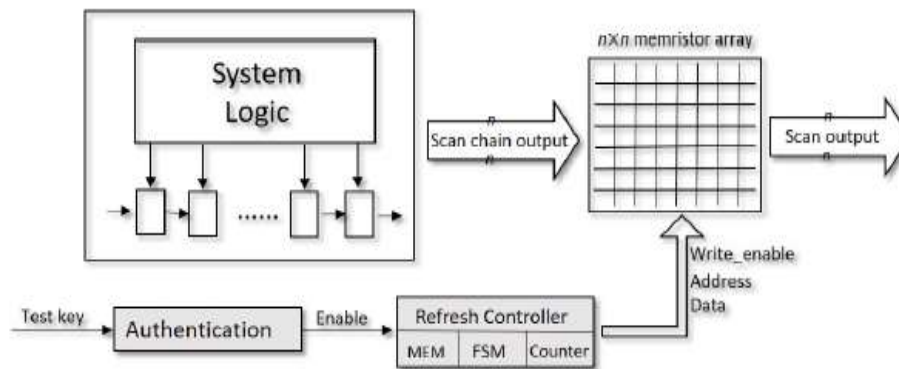 System
Logic
......
n
Scan chain output
n
n×n memristor array
n
Scan output
n
Write_enable
Address
Data
Test key
Authentication
Enable
Refresh Controller
MEM FSM Counter